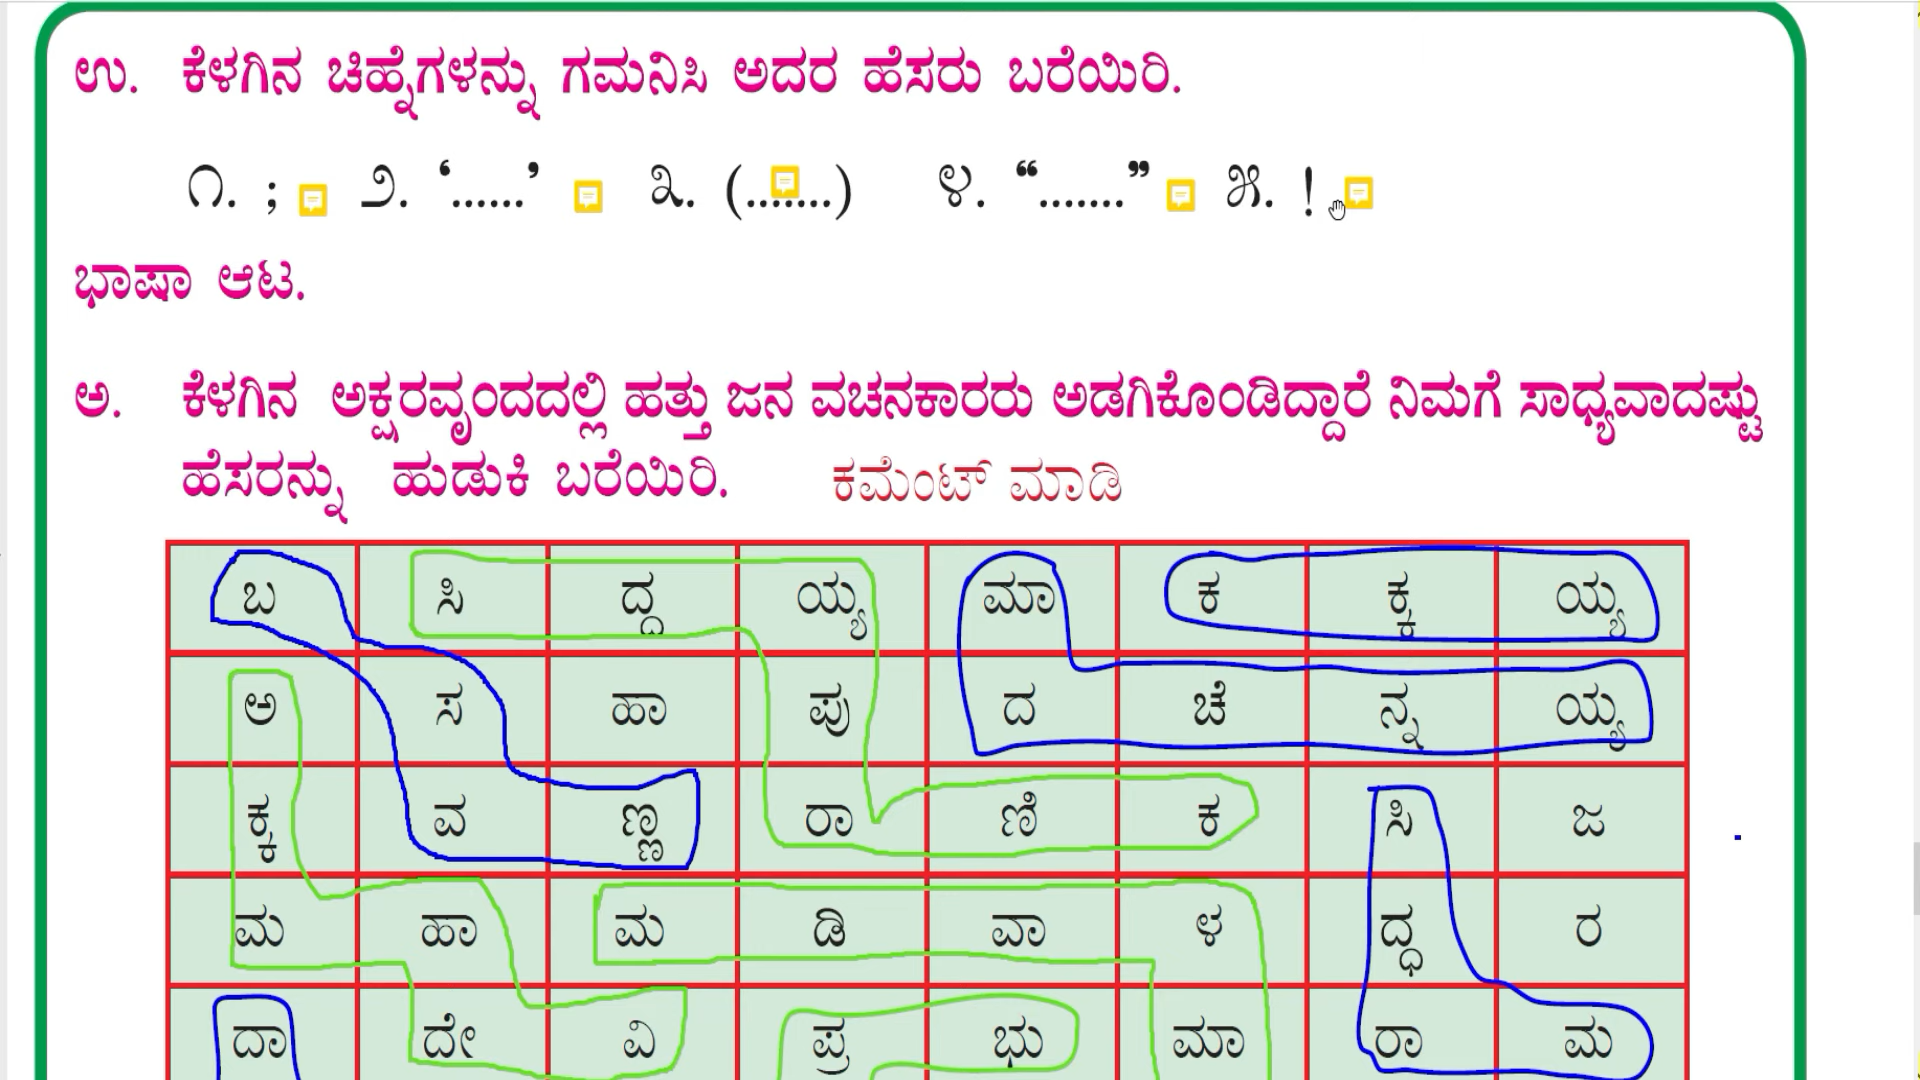 ಉ. ಕೆಳಗಿನ ಚಿಹ್ನೆಗಳನ್ನು ಗಮನಿಸಿ ಅದರ ಹೆಸರು ಬರೆಯಿರಿ.
೧. ; ೨. ‘......’ ೩. (.......) ೪. “.......” ೫. !
ಭಾಷಾ ಆಟ.
ಅ. ಕೆಳಗಿನ ಅಕ್ಷರವೃಂದದಲ್ಲಿ ಹತ್ತು ಜನ ವಚನಕಾರರು ಅಡಗಿಕೊಂಡಿದ್ದಾರೆ ನಿಮಗೆ ಸಾಧ್ಯವಾದಷ್ಟು
ಹೆಸರನ್ನು ಹುಡುಕಿ ಬರೆಯಿರಿ. ಕಮೆಂಟ್ ಮಾಡಿ
ಬ ಸಿ ದ್ದ ಯ್ಯ ಮಾ ಕ ಕ್ಕ ಯ್ಯ
ಅ ಸ ಹಾ ಪು ದ ಚೆ ನ್ನ ಯ್ಯ
ಕ್ಕ ವ ಣ್ಣ ರಾ ಣಿ ಕ ಸಿ ಜ
ಮ ಹಾ ಮ ಡಿ ವಾ ಳ ದ್ಧ ರ
ದಾ ದೇ ವಿ ಪ್ರ ಭು ಮಾ ರಾ ಮ